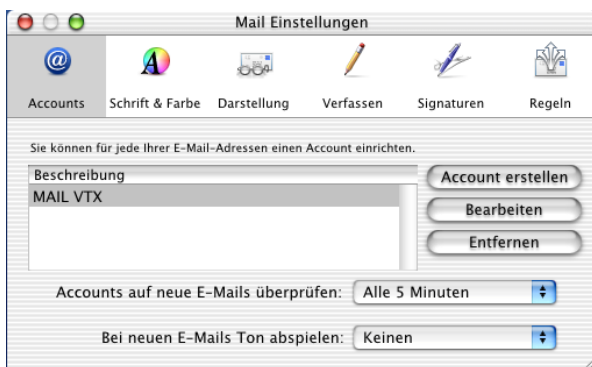 Mail Einstellungen
Accounts Schrift & Farbe Darstellung Verfassen Signaturen Regeln
Sie können für jede Ihrer E-Mail-Adressen einen Account einrichten.
Beschreibung
MAIL VTX
Account erstellen
Bearbeiten
Entfernen
Accounts auf neue E-Mails überprüfen: Alle 5 Minuten
Bei neuen E-Mails Ton abspielen: Keinen